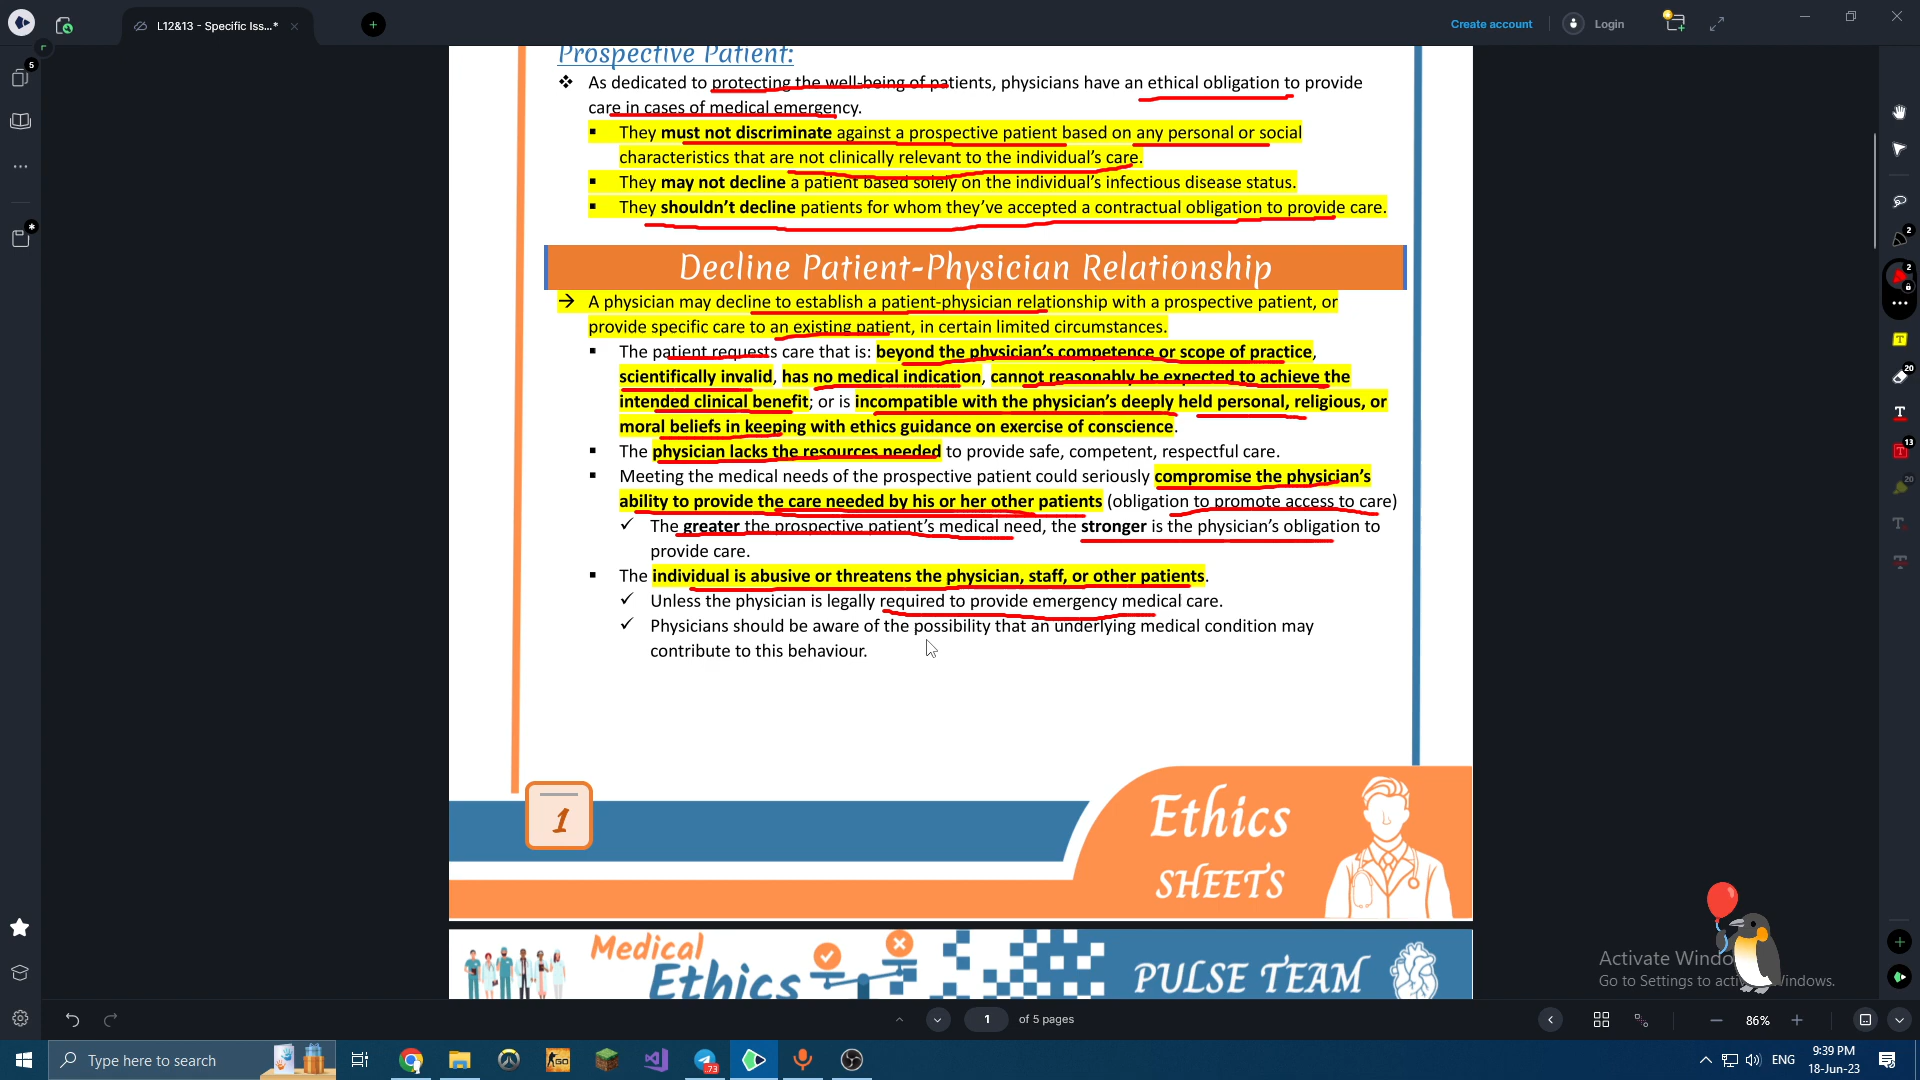 L12&13 - Specific Iss...*
Create account
Login
5
Prospective Patient:
❖ As dedicated to protecting the well-being of patients, physicians have an ethical obligation to provide
care in cases of medical emergency.
▪ They must not discriminate against a prospective patient based on any personal or social
characteristics that are not clinically relevant to the individual's care.
▪ They may not decline a patient based solely on the individual's infectious disease status.
▪ They shouldn't decline patients for whom they've accepted a contractual obligation to provide care.
Decline Patient-Physician Relationship
→ A physician may decline to establish a patient-physician relationship with a prospective patient, or
provide specific care to an existing patient, in certain limited circumstances.
▪ The patient requests care that is: beyond the physician's competence or scope of practice,
scientifically invalid, has no medical indication, cannot reasonably be expected to achieve the
intended clinical benefit; or is incompatible with the physician's deeply held personal, religious, or
moral beliefs in keeping with ethics guidance on exercise of conscience.
▪ The physician lacks the resources needed to provide safe, competent, respectful care.
▪ Meeting the medical needs of the prospective patient could seriously compromise the physician's
ability to provide the care needed by his or her other patients (obligation to promote access to care)
✓ The greater the prospective patient's medical need, the stronger is the physician's obligation to
provide care.
▪ The individual is abusive or threatens the physician, staff, or other patients.
✓ Unless the physician is legally required to provide emergency medical care.
✓ Physicians should be aware of the possibility that an underlying medical condition may
contribute to this behaviour.
1
Ethics
SHEETS
Medical
Ethics
PULSE TEAM
2
2
20
13
20
Activate Windo
Go to Settings to acti indows.
1 of 5 pages
86%
Type here to search
GO
73
ENG
9:39 PM
18-Jun-23